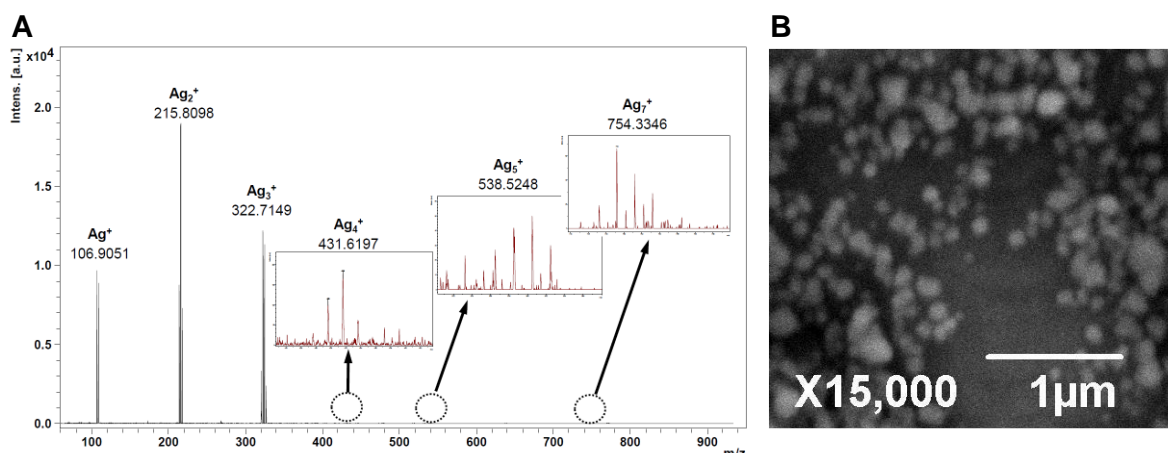 A
B
Intens. [a.u.]
x10⁴
2.0
1.5
1.0
0.5
0.0
Ag⁺
106.9051
Ag₂⁺
215.8098
Ag₃⁺
322.7149
Ag₄⁺
431.6197
Ag₅⁺
538.5248
Ag₇⁺
754.3346
100 200 300 400 500 600 700 800 900
m/z
X15,000 1µm